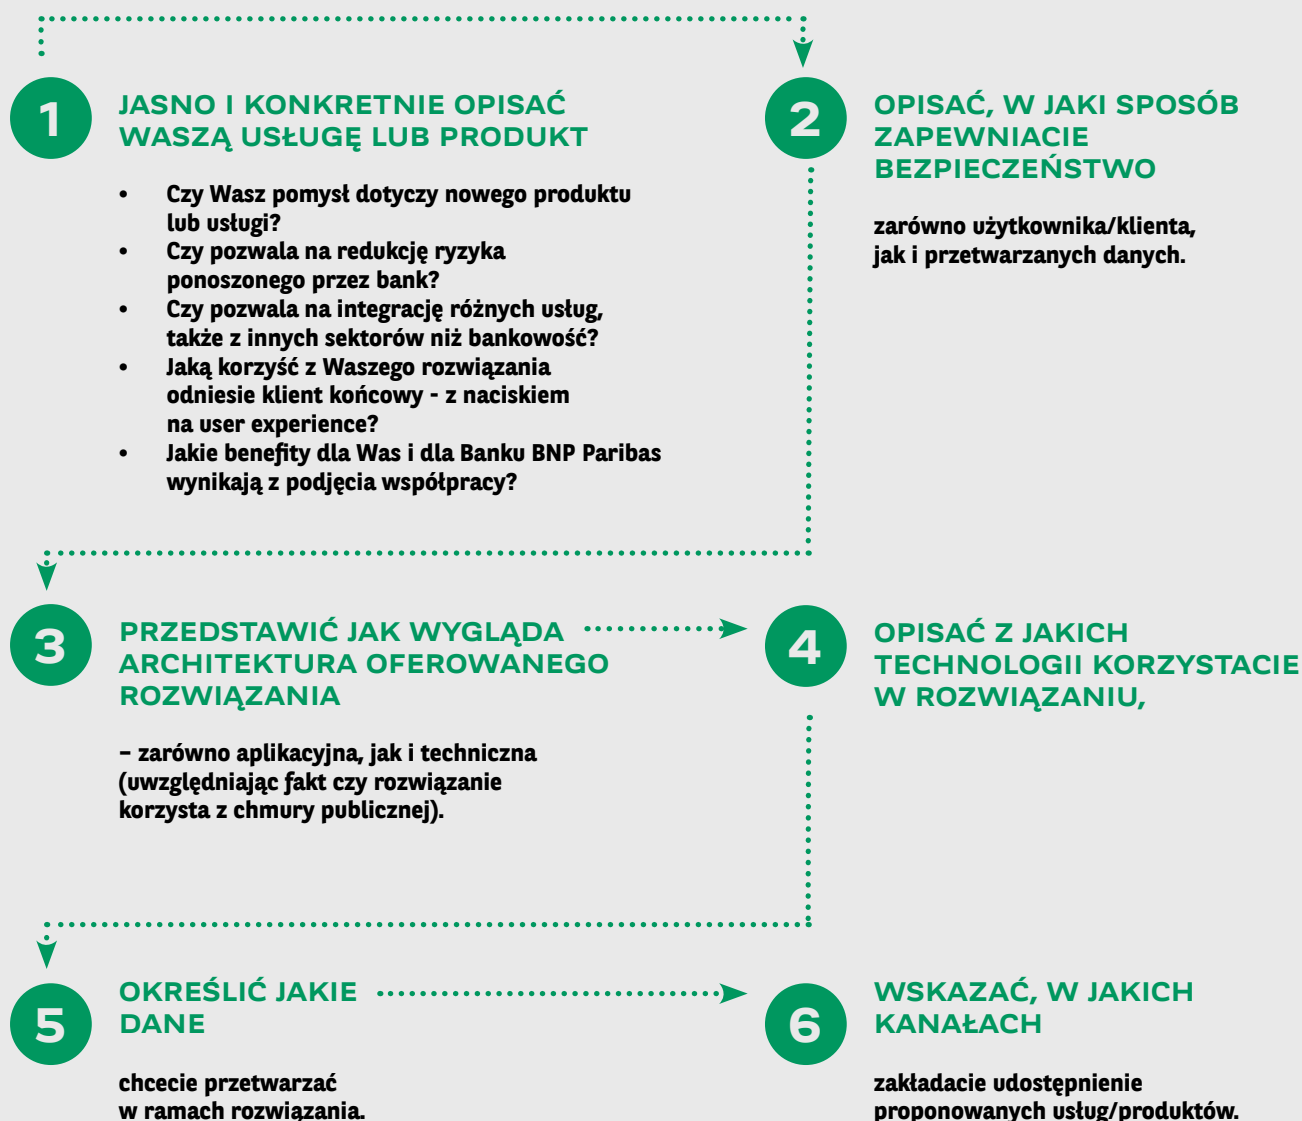 1
JASNO I KONKRETNIE OPISAĆ
WASZĄ USŁUGĘ LUB PRODUKT
• Czy Wasz pomysł dotyczy nowego produktu
lub usługi?
• Czy pozwala na redukcję ryzyka
ponoszonego przez bank?
• Czy pozwala na integrację różnych usług,
także z innych sektorów niż bankowość?
• Jaką korzyść z Waszego rozwiązania
odniesie klient końcowy - z naciskiem
na user experience?
• Jakie benefity dla Was i dla Banku BNP Paribas
wynikają z podjęcia współpracy?
2
OPISAĆ, W JAKI SPOSÓB
ZAPEWNIACIE
BEZPIECZEŃSTWO
zarówno użytkownika/klienta,
jak i przetwarzanych danych.
3
PRZEDSTAWIĆ JAK WYGLĄDA
ARCHITEKTURA OFEROWANEGO
ROZWIĄZANIA
– zarówno aplikacyjna, jak i techniczna
(uwzględniając fakt czy rozwiązanie
korzysta z chmury publicznej).
4
OPISAĆ Z JAKICH
TECHNOLOGII KORZYSTACIE
W ROZWIĄZANIU,
5
OKREŚLIĆ JAKIE
DANE
chcecie przetwarzać
w ramach rozwiązania.
6
WSKAZAĆ, W JAKICH
KANAŁACH
zakładacie udostępnienie
proponowanych usług/produktów.